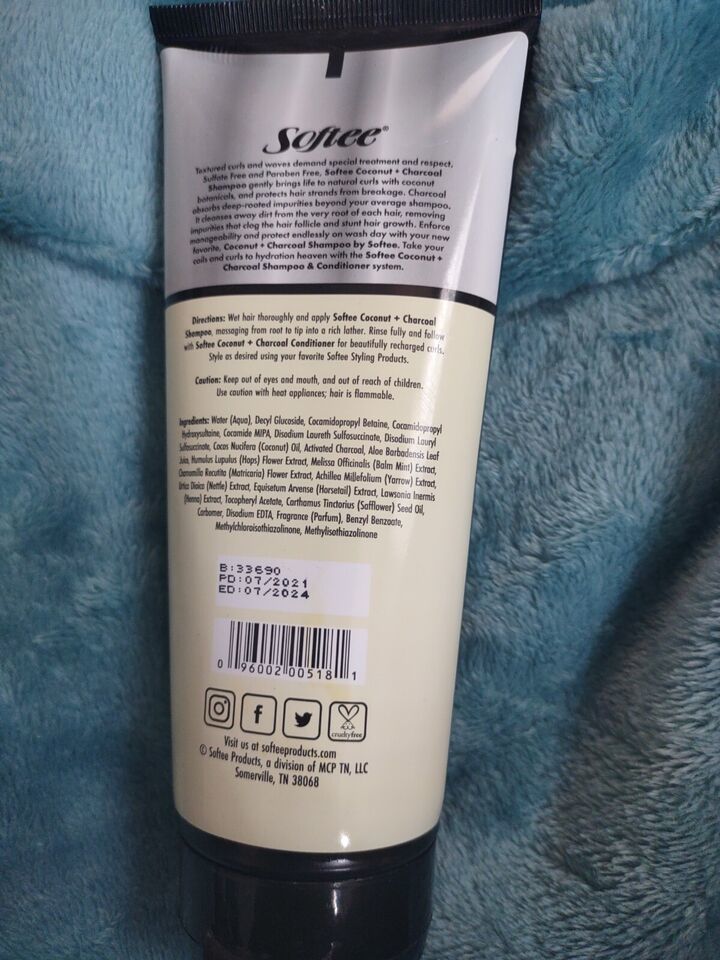 Softee®
Textured curls and waves demand special treatment and respect,
Sulfate Free and Paraben Free, Softee Coconut + Charcoal
Shampoo gently brings life to natural curls with coconut
botanicals, and protects hair strands from breakage. Charcoal
absorbs deep-rooted impurities beyond your average shampoo.
It cleanses away dirt from the very root of each hair, removing
impurities that clog the hair follicle and stunt hair growth. Enforce
manageability and protect endlessly on wash day with your new
favorite, Coconut + Charcoal Shampoo by Softee. Take your
coils and curls to hydration heaven with the Softee Coconut +
Charcoal Shampoo & Conditioner system.
Directions: Wet hair thoroughly and apply Softee Coconut + Charcoal
Shampoo, massaging from root to tip into a rich lather. Rinse fully and follow
with Softee Coconut + Charcoal Conditioner for beautifully recharged curls.
Style as desired using your favorite Softee Styling Products.
Caution: Keep out of eyes and mouth, and out of reach of children.
Use caution with heat appliances; hair is flammable.
Ingredients: Water (Aqua), Decyl Glucoside, Cocamidopropyl Betaine, Cocamidopropyl
Hydroxysultaine, Cocamide MIPA, Disodium Laureth Sulfosuccinate, Disodium Lauryl
Sulfosuccinate, Cocos Nucifera (Coconut) Oil, Activated Charcoal, Aloe Barbadensis Leaf
Juice, Humulus Lupulus (Hops) Flower Extract, Melissa Officinalis (Balm Mint) Extract,
Chamomilla Recutita (Matricaria) Flower Extract, Achillea Millefolium (Yarrow) Extract,
Urtica Dioica (Nettle) Extract, Equisetum Arvense (Horsetail) Extract, Lawsonia Inermis
(Henna) Extract, Tocopheryl Acetate, Carthamus Tinctorius (Safflower) Seed Oil,
Carbomer, Disodium EDTA, Fragrance (Parfum), Benzyl Benzoate,
Methylchloroisothiazolinone, Methylisothiazolinone
B:33690
PD:07/2021
ED:07/2024
0 96002 00518 1
crueltyfree
Visit us at softeeproducts.com
© Softee Products, a division of MCP TN, LLC
Somerville, TN 38068